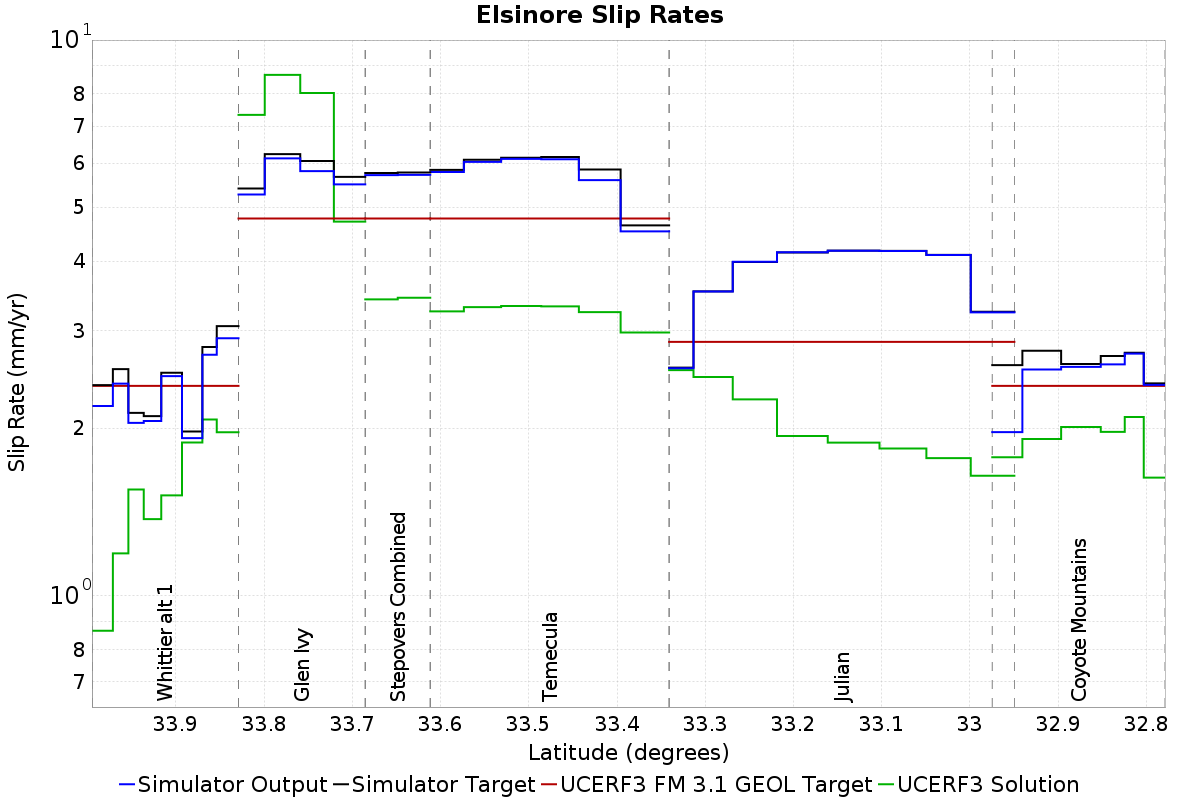 Elsinore Slip Rates
Slip Rate (mm/yr)
10^1
8
7
6
5
4
3
2
10^0
8
7
Whittier alt 1
Glen Ivy
Stepovers Combined
Temecula
Julian
Coyote Mountains
33.9 33.8 33.7 33.6 33.5 33.4 33.3 33.2 33.1 33 32.9 32.8
Latitude (degrees)
Simulator Output Simulator Target UCERF3 FM 3.1 GEOL Target UCERF3 Solution